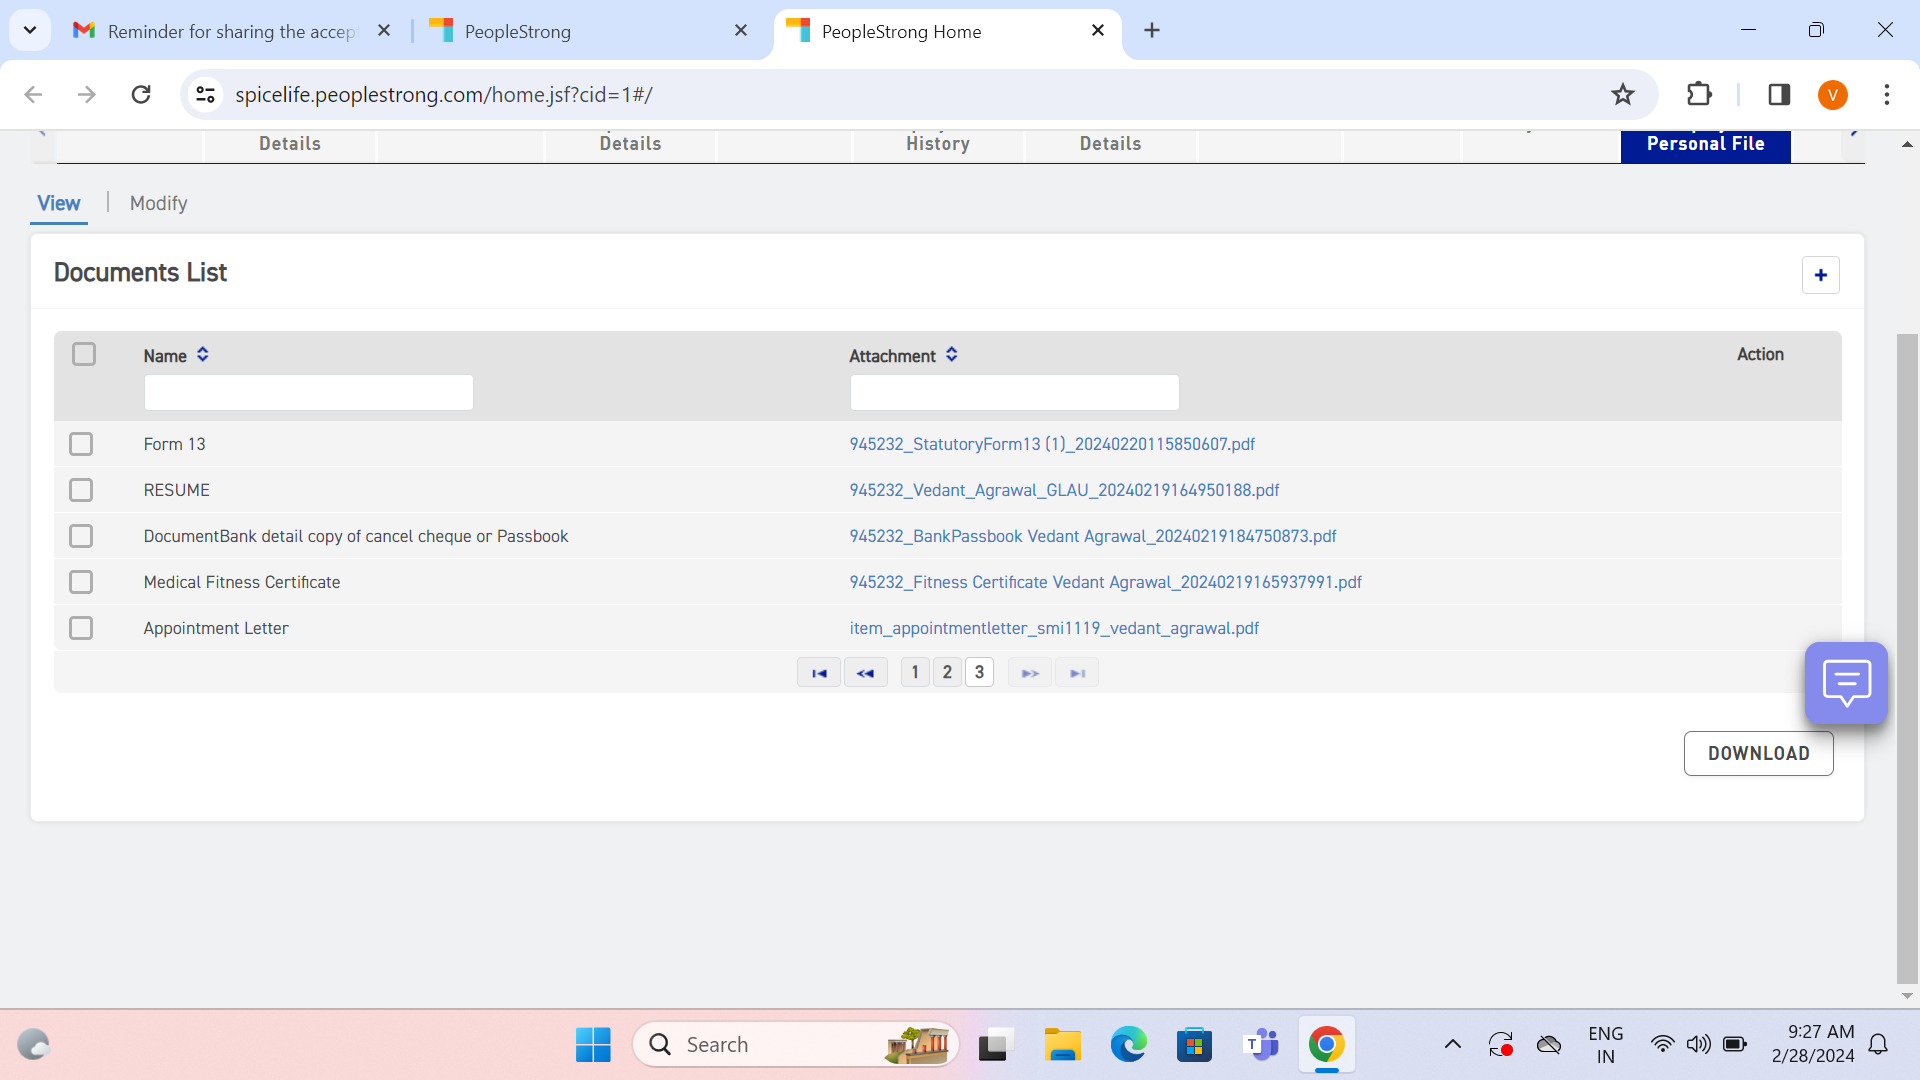 Reminder for sharing the accep
PeopleStrong
PeopleStrong Home
spicelife.peoplestrong.com/home.jsf?cid=1#/
Details
Details
History
Details
Personal File
View | Modify
Documents List
+
Name
Attachment
Action
Form 13 945232_StatutoryForm13 (1)_20240220115850607.pdf
RESUME 945232_Vedant_Agrawal_GLAU_20240219164950188.pdf
DocumentBank detail copy of cancel cheque or Passbook 945232_BankPassbook Vedant Agrawal_20240219184750873.pdf
Medical Fitness Certificate 945232_Fitness Certificate Vedant Agrawal_20240219165937991.pdf
Appointment Letter item_appointmentletter_smi1119_vedant_agrawal.pdf
1 2 3
DOWNLOAD
V
Search
T
ENG
IN
9:27 AM
2/28/2024